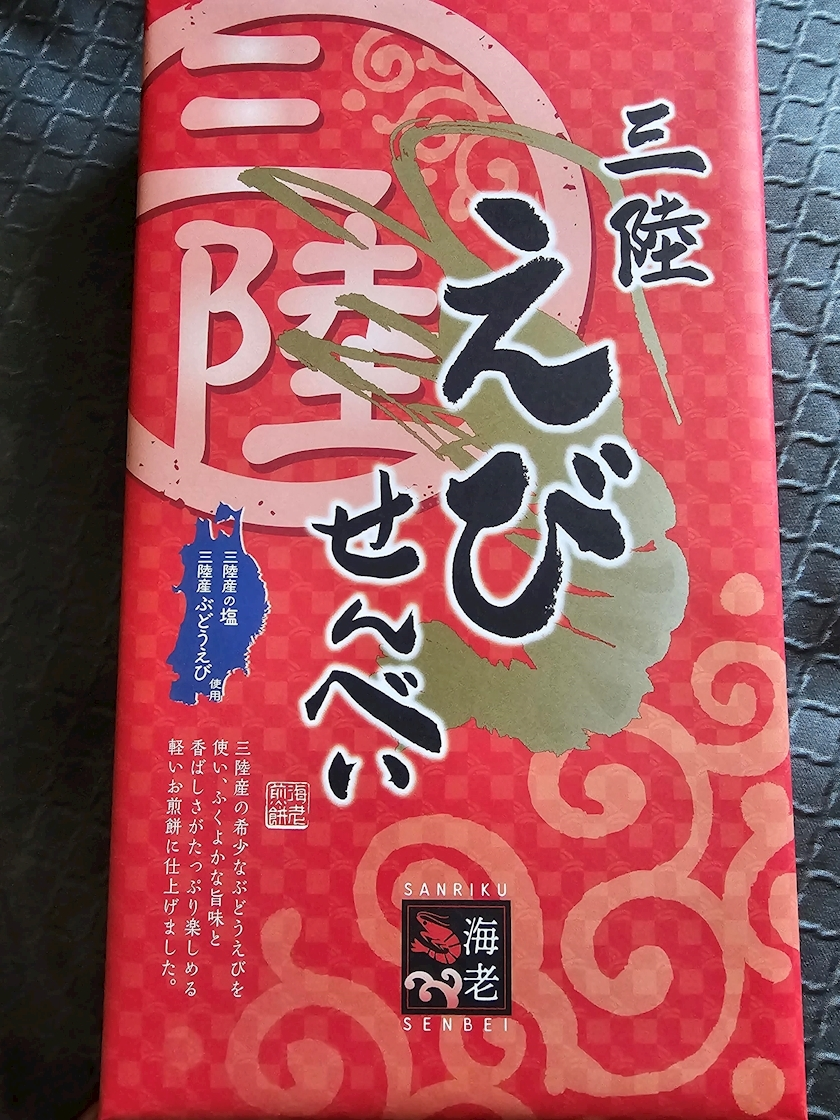 三陸
三陸
えび
せんべい
三陸産の塩
三陸産ぶどうえび
使用
三陸産の希少なぶどうえびを
使い、ふくよかな旨味と
香ばしさがたっぷり楽しめる
軽いお煎餅に仕上げました。
海老
煎餅
SANRIKU
海老
SENBEI